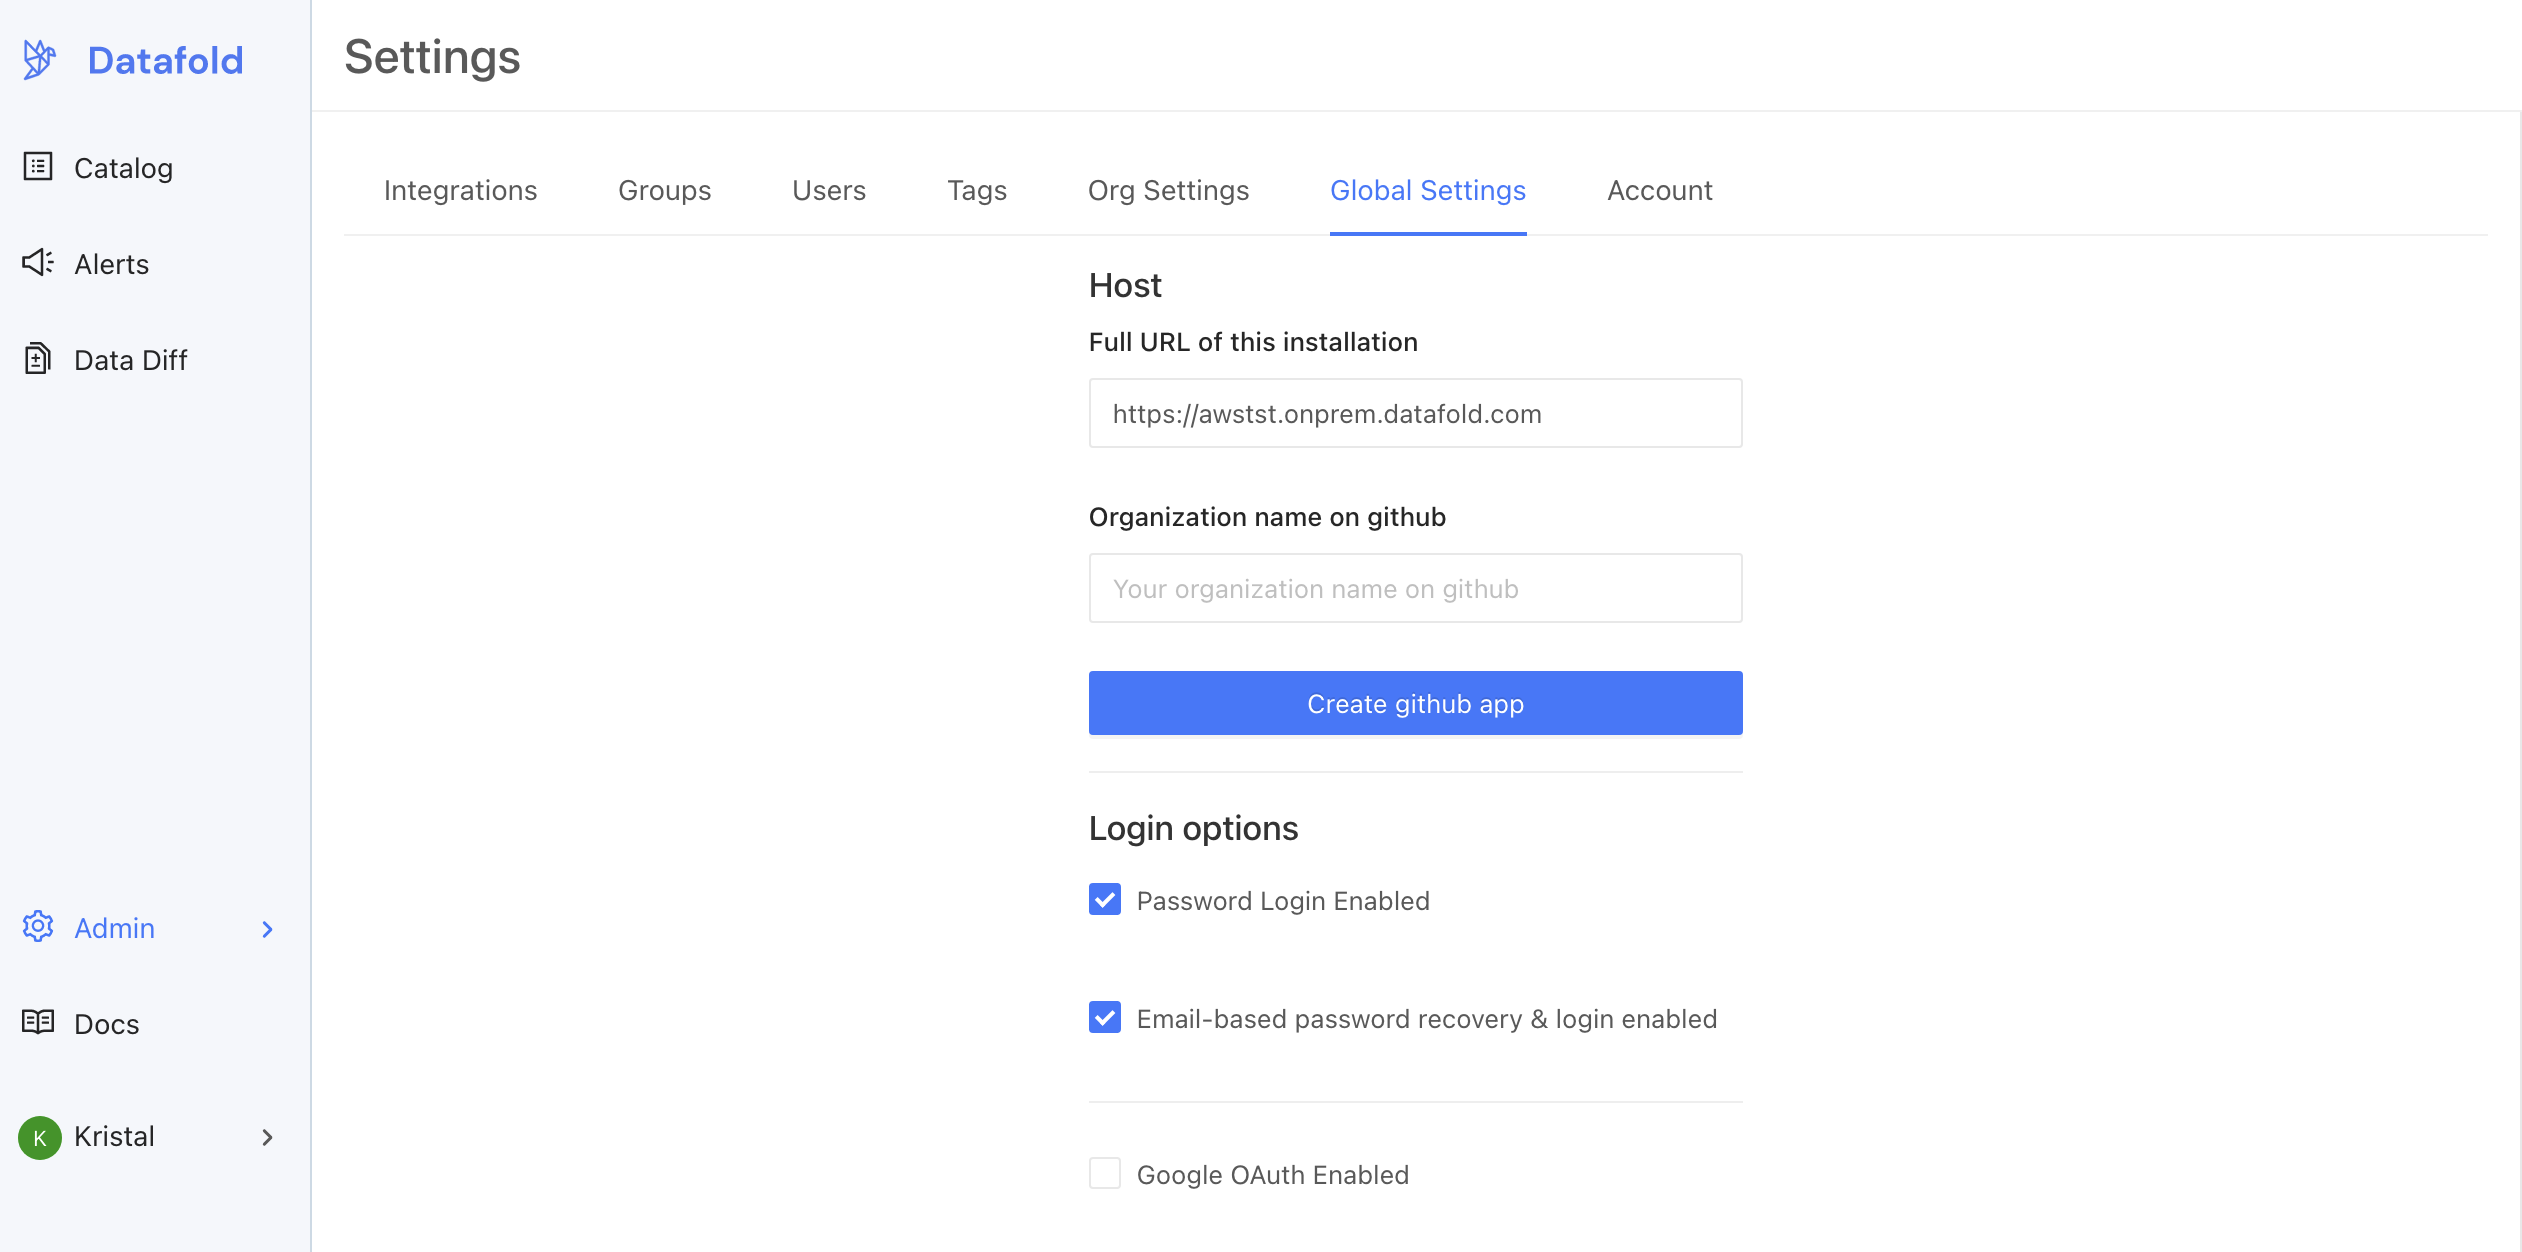 Datafold
Settings
Catalog
Alerts
Data Diff
Admin
Docs
K
Kristal
Integrations
Groups
Users
Tags
Org Settings
Global Settings
Account
Host
Full URL of this installation
https://awstst.onprem.datafold.com
Organization name on github
Your organization name on github
Create github app
Login options
Password Login Enabled
Email-based password recovery & login enabled
Google OAuth Enabled